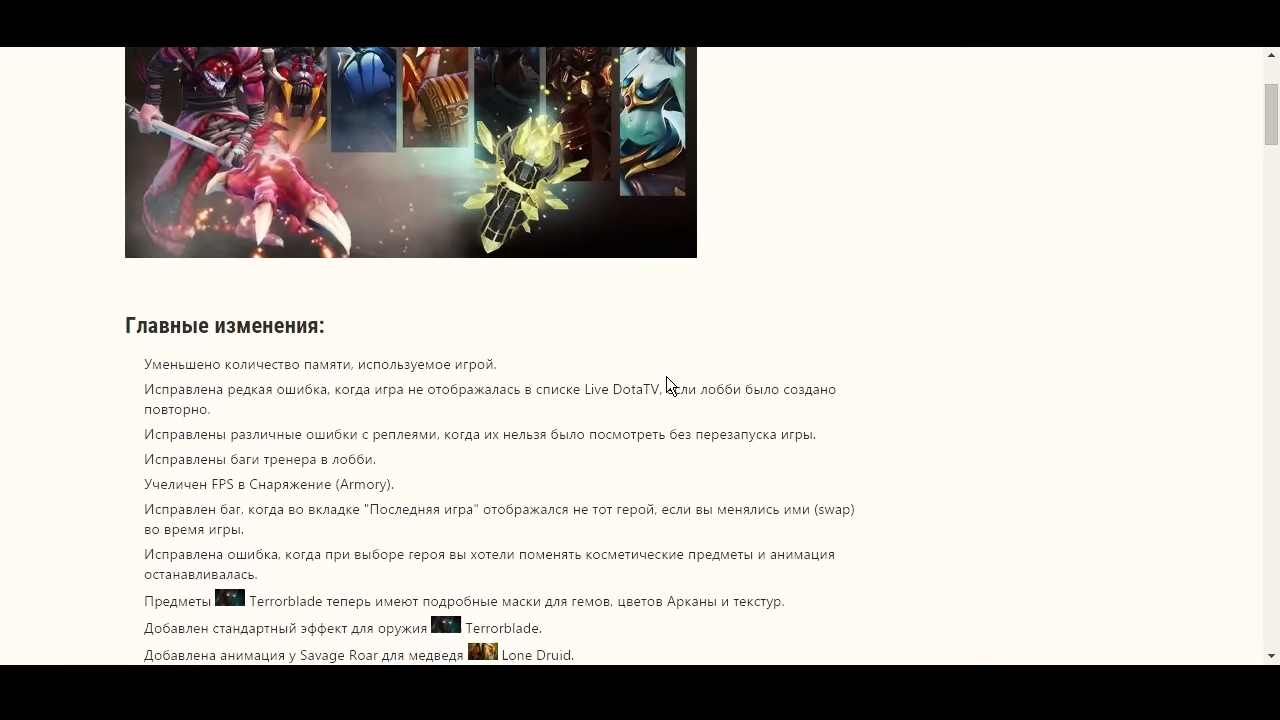 Главные изменения:
Уменьшено количество памяти, используемое игрой.
Исправлена редкая ошибка, когда игра не отображалась в списке Live DotaTV, если лобби было создано
повторно.
Исправлены различные ошибки с реплеями, когда их нельзя было посмотреть без перезапуска игры.
Исправлены баги тренера в лобби.
Учеличен FPS в Снаряжение (Armory).
Исправлен баг, когда во вкладке "Последняя игра" отображался не тот герой, если вы менялись ими (swap)
во время игры.
Исправлена ошибка, когда при выборе героя вы хотели поменять косметические предметы и анимация
останавливалась.
Предметы Terrorblade теперь имеют подробные маски для гемов, цветов Арканы и текстур.
Добавлен стандартный эффект для оружия Terrorblade.
Добавлена анимация у Savage Roar для медведя Lone Druid.